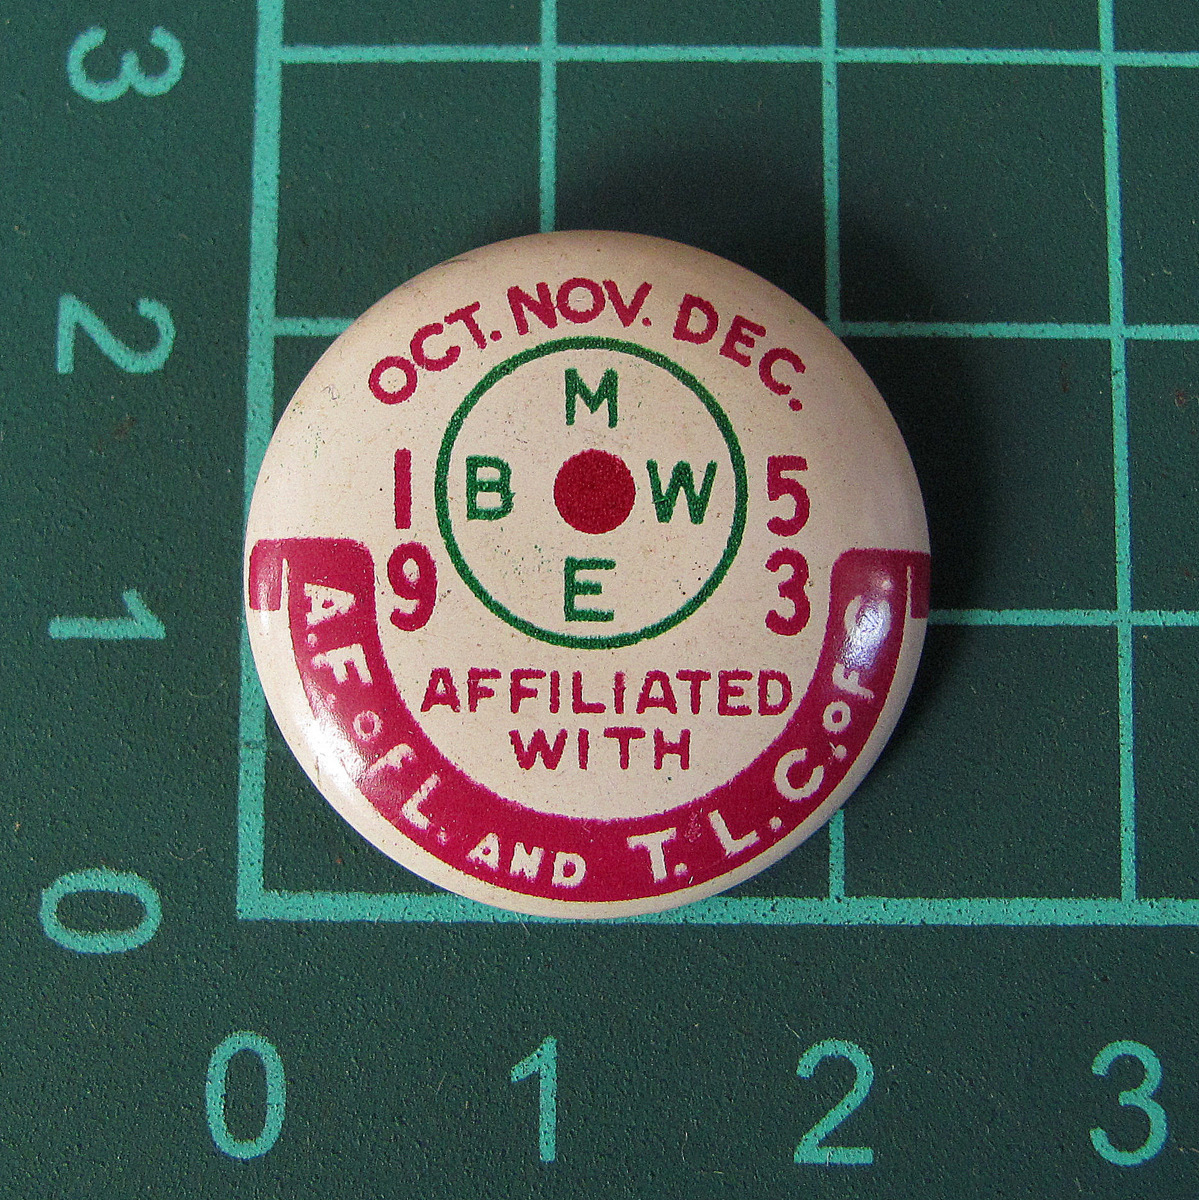 OCT. NOV. DEC.
M
B W
E
1 5
9 3
AFFILIATED
WITH
A.F. of L. AND T.L.C. of C.
3
2
1
0
0 1 2 3